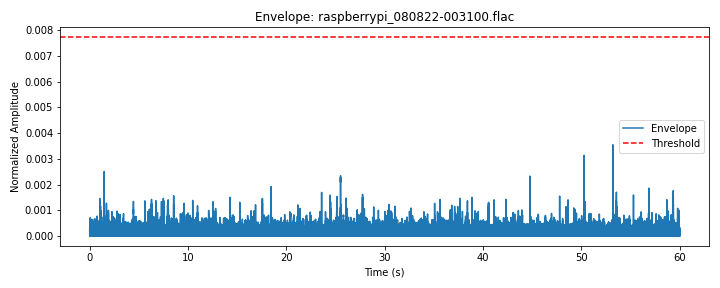 Envelope: raspberrypi_080822-003100.flac
Normalized Amplitude
0.008
0.007
0.006
0.005
0.004
0.003
0.002
0.001
0.000
Envelope
Threshold
0 10 20 30 40 50 60
Time (s)